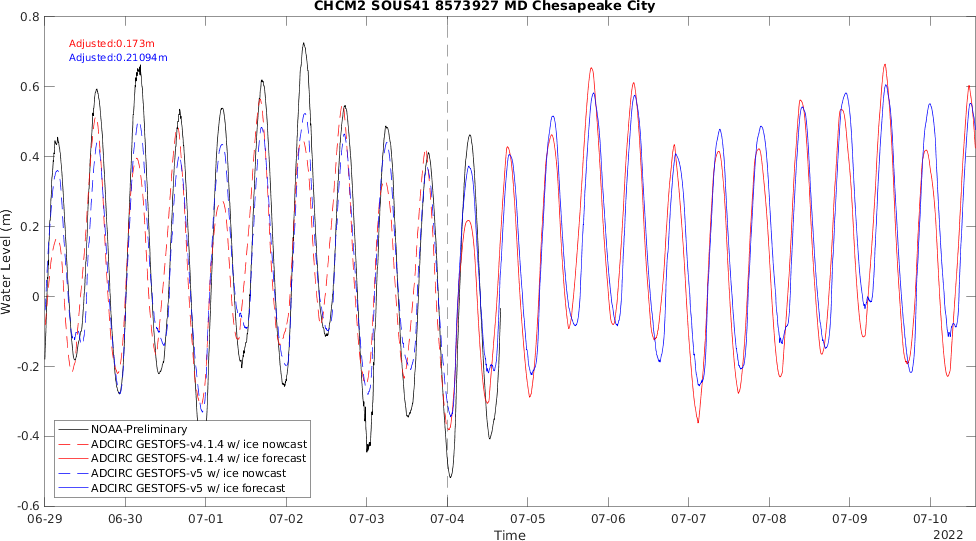 CHCM2 SOUS41 8573927 MD Chesapeake City
Adjusted:0.173m
Adjusted:0.21094m
Water Level (m)
0.8
0.6
0.4
0.2
0
-0.2
-0.4
-0.6
NOAA-Preliminary
ADCIRC GESTOFS-v4.1.4 w/ ice nowcast
ADCIRC GESTOFS-v4.1.4 w/ ice forecast
ADCIRC GESTOFS-v5 w/ ice nowcast
ADCIRC GESTOFS-v5 w/ ice forecast
06-29 06-30 07-01 07-02 07-03 07-04 07-05 07-06 07-07 07-08 07-09 07-10
Time
2022